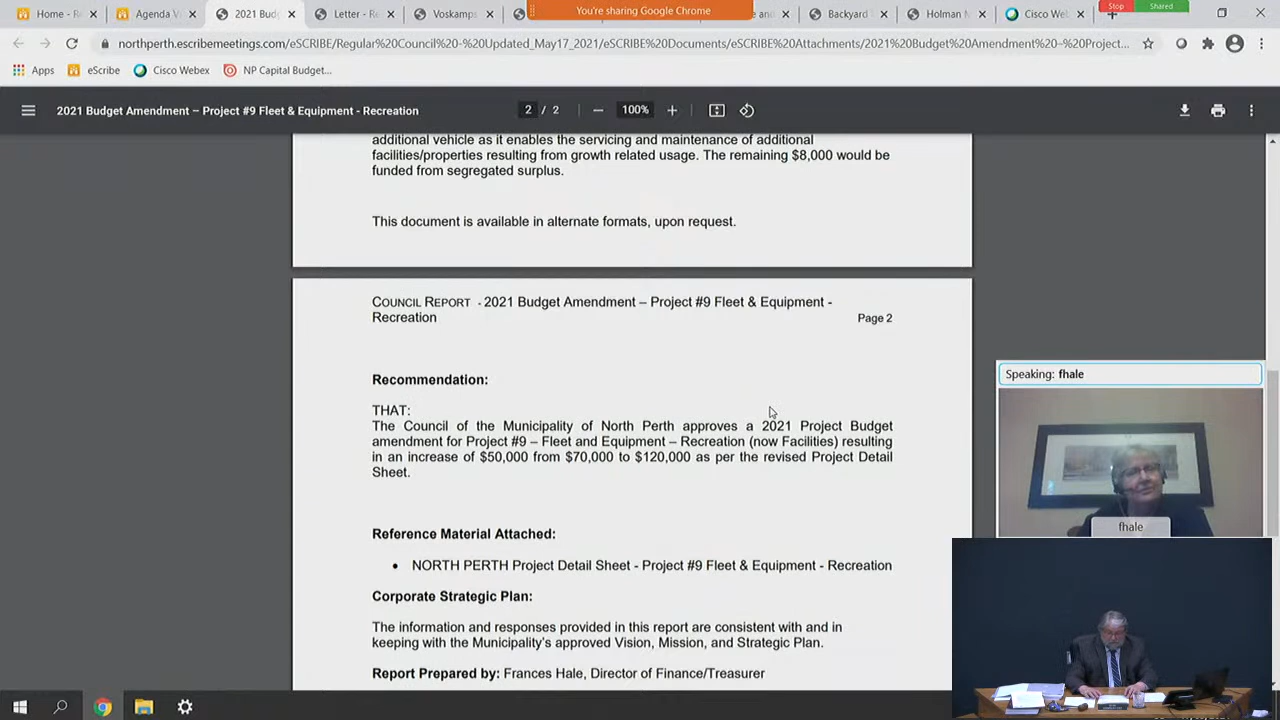 Home - R
Agenda V
2021 Budg
Letter - Re
Voskamps
You're sharing Google Chrome
e and
Backyard
Holman M
Cisco Web
Stop
Shared
northperth.escribemeetings.com/eSCRIBE/Regular%20Council%20-%20Updated_May17_2021/eSCRIBE%20Documents/eSCRIBE%20Attachments/2021%20Budget%20Amendment%20–%20Project...
Apps
eScribe
Cisco Webex
NP Capital Budget...
2021 Budget Amendment – Project #9 Fleet & Equipment - Recreation
2 / 2
100%
additional vehicle as it enables the servicing and maintenance of additional
facilities/properties resulting from growth related usage. The remaining $8,000 would be
funded from segregated surplus.
This document is available in alternate formats, upon request.
COUNCIL REPORT - 2021 Budget Amendment – Project #9 Fleet & Equipment -
Recreation
Page 2
Recommendation:
THAT:
The Council of the Municipality of North Perth approves a 2021 Project Budget
amendment for Project #9 – Fleet and Equipment – Recreation (now Facilities) resulting
in an increase of $50,000 from $70,000 to $120,000 as per the revised Project Detail
Sheet.
Reference Material Attached:
• NORTH PERTH Project Detail Sheet - Project #9 Fleet & Equipment - Recreation
Corporate Strategic Plan:
The information and responses provided in this report are consistent with and in
keeping with the Municipality's approved Vision, Mission, and Strategic Plan.
Report Prepared by: Frances Hale, Director of Finance/Treasurer
Speaking: fhale
fhale